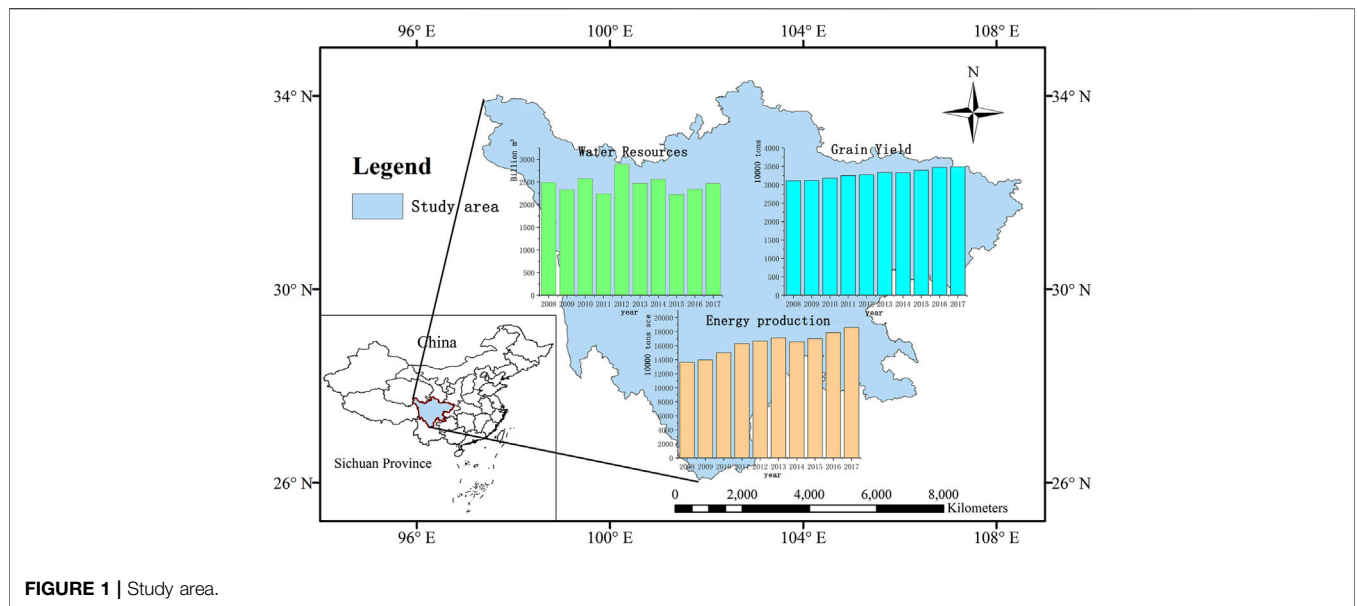 96° E
100° E
104° E
108° E
34° N
34° N
N
Legend
Study area
Water Resources
Billion m³
3000
2500
2000
1500
1000
500
0
2008 2009 2010 2011 2012 2013 2014 2015 2016 2017
year
Grain Yield
10000 tons
4000
3500
3000
2500
2000
1500
1000
500
0
2008 2009 2010 2011 2012 2013 2014 2015 2016 2017
year
30° N
30° N
Energy production
10000 tons sce
20000
18000
16000
14000
12000
10000
8000
6000
4000
2000
0
2008 2009 2010 2011 2012 2013 2014 2015 2016 2017
year
China
Sichuan Province
26° N
26° N
0 2,000 4,000 6,000 8,000
Kilometers
96° E
100° E
104° E
108° E
FIGURE 1 | Study area.